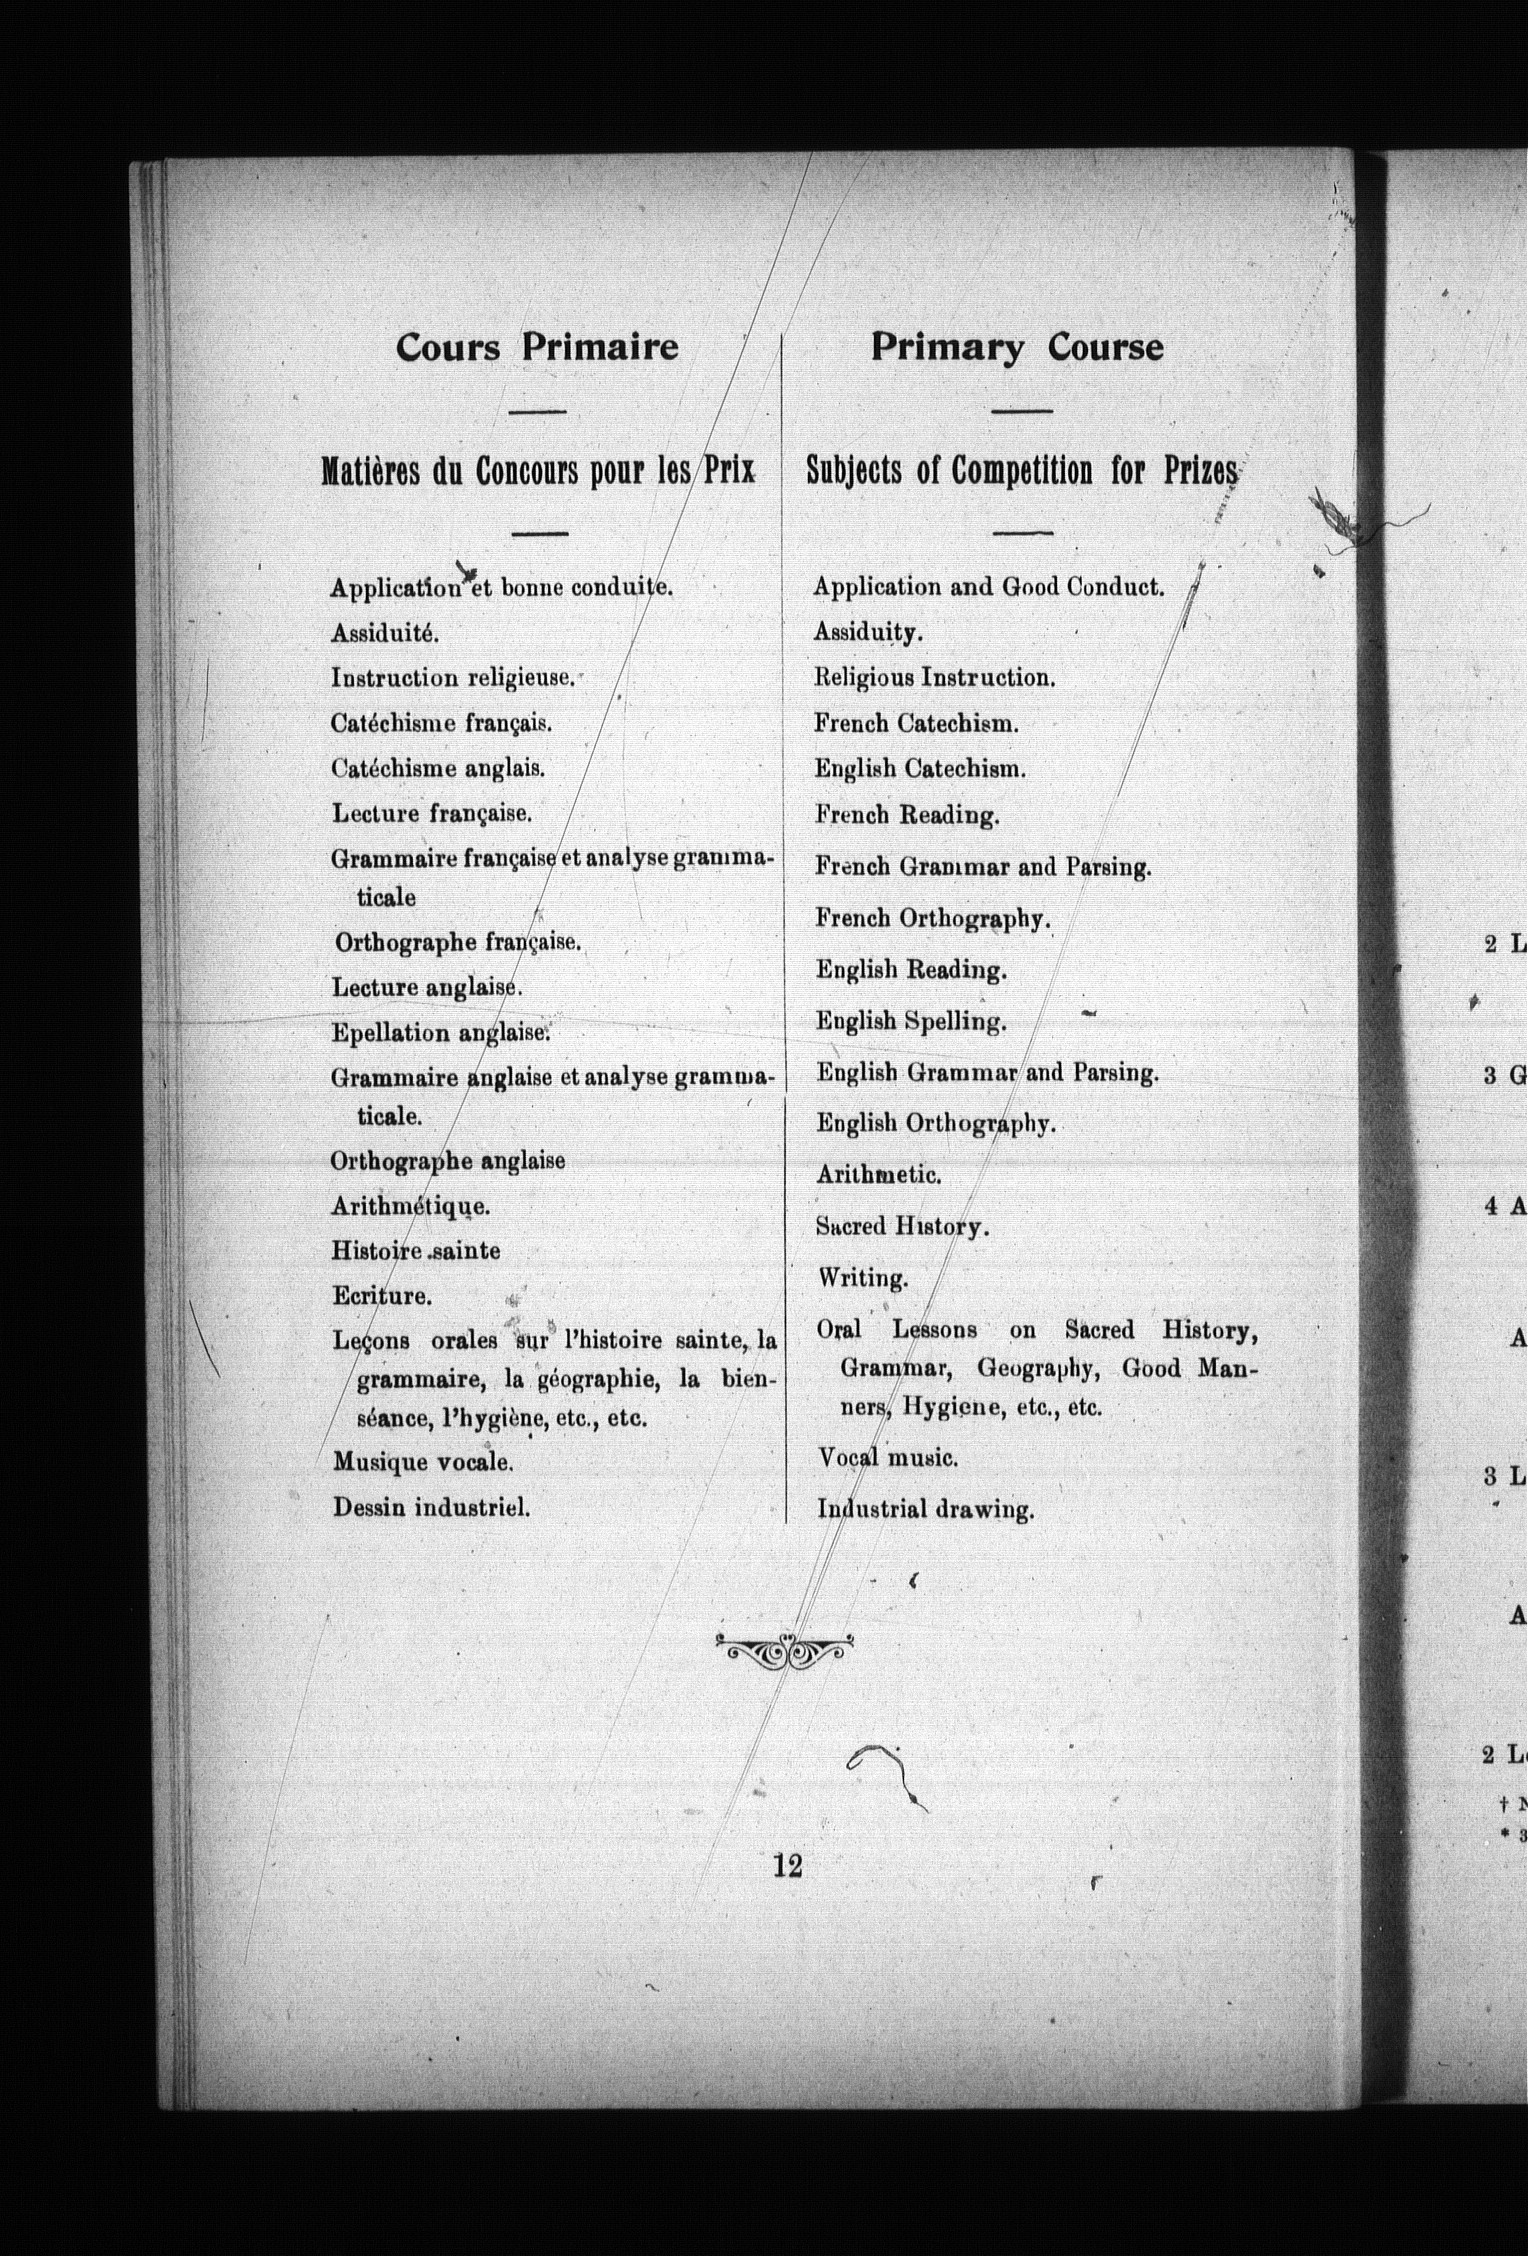 Cours Primaire
Matières du Concours pour les Prix
Application et bonne conduite.
Assiduité.
Instruction religieuse.
Catéchisme français.
Catéchisme anglais.
Lecture française.
Grammaire française et analyse gramma-
ticale
Orthographe française.
Lecture anglaise.
Epellation anglaise.
Grammaire anglaise et analyse gramma-
ticale.
Orthographe anglaise
Arithmétique.
Histoire sainte
Ecriture.
Leçons orales sur l'histoire sainte, la
grammaire, la géographie, la bien-
séance, l'hygiène, etc., etc.
Musique vocale.
Dessin industriel.
Primary Course
Subjects of Competition for Prizes
Application and Good Conduct.
Assiduity.
Religious Instruction.
French Catechism.
English Catechism.
French Reading.
French Grammar and Parsing.
French Orthography.
English Reading.
English Spelling.
English Grammar and Parsing.
English Orthography.
Arithmetic.
Sacred History.
Writing.
Oral Lessons on Sacred History,
Grammar, Geography, Good Man-
ners, Hygiene, etc., etc.
Vocal music.
Industrial drawing.
12
2 L
3 G
4 A
A
3 L
A
2 L
†
* 3